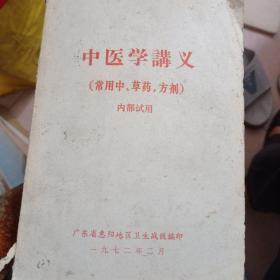 中医学講义
（常用中、草药，方剂）
内部试用
广东省惠阳地区卫生战线编印
一九七二年二月